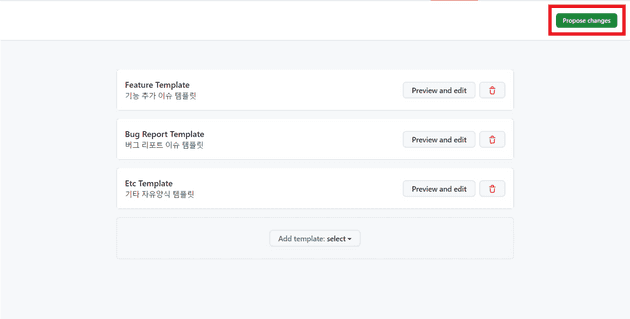 Propose changes
Feature Template
기능 추가 이슈 템플릿
Preview and edit
Bug Report Template
버그 리포트 이슈 템플릿
Preview and edit
Etc Template
기타 자유양식 템플릿
Preview and edit
Add template: select